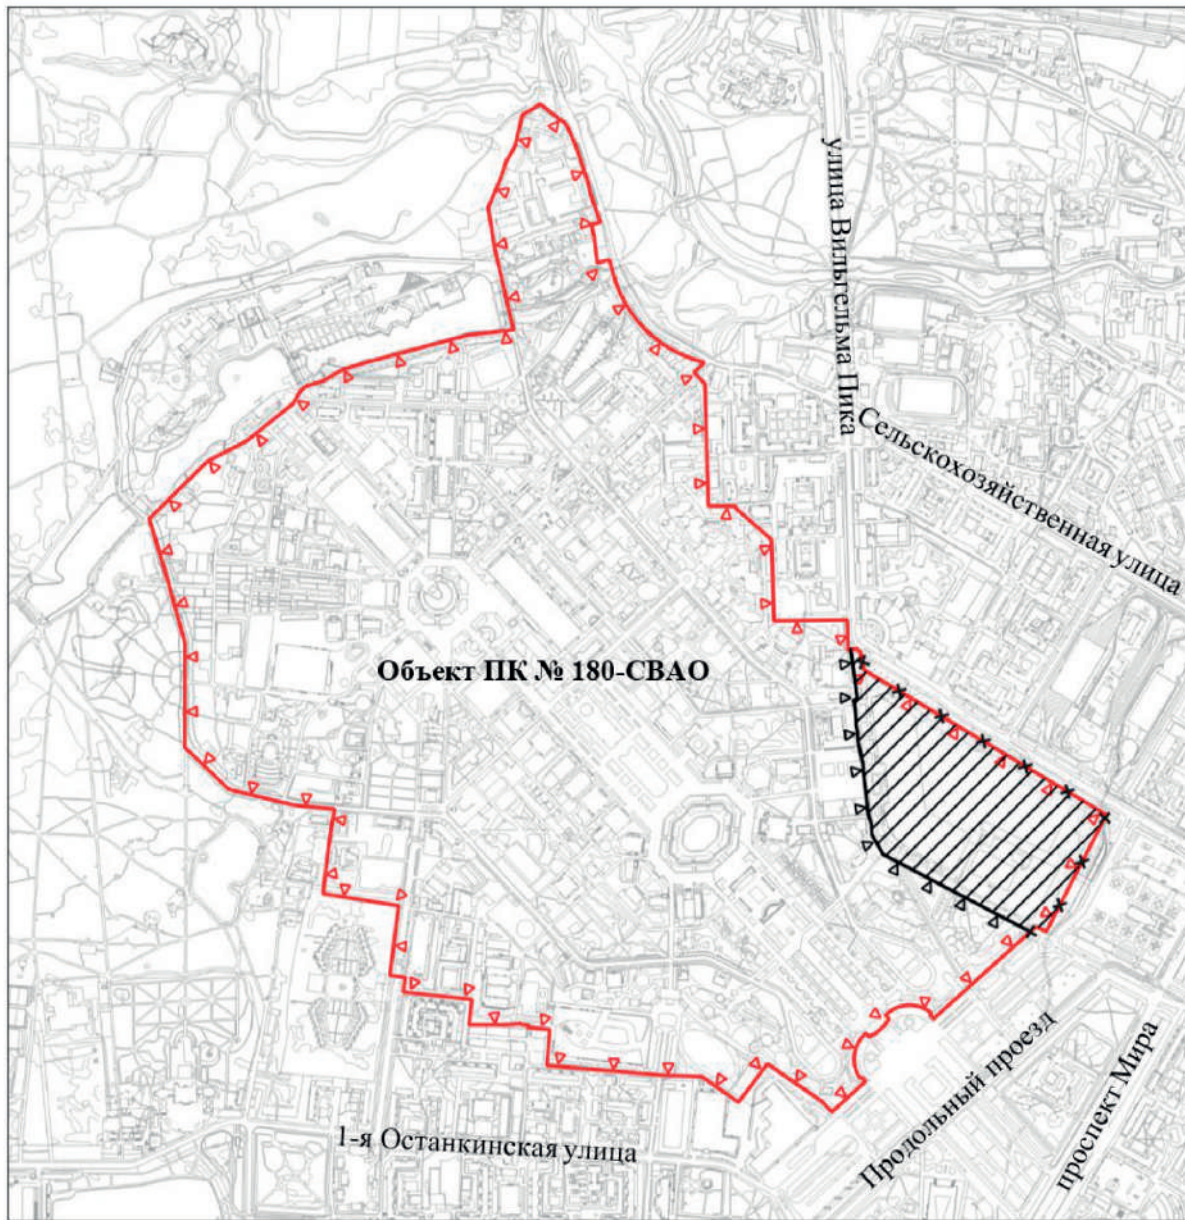 улица Вильгельма Пика
Сельскохозяйственная улица
Объект ПК № 180-СВАО
Продольный проезд
проспект Мира
1-я Останкинская улица